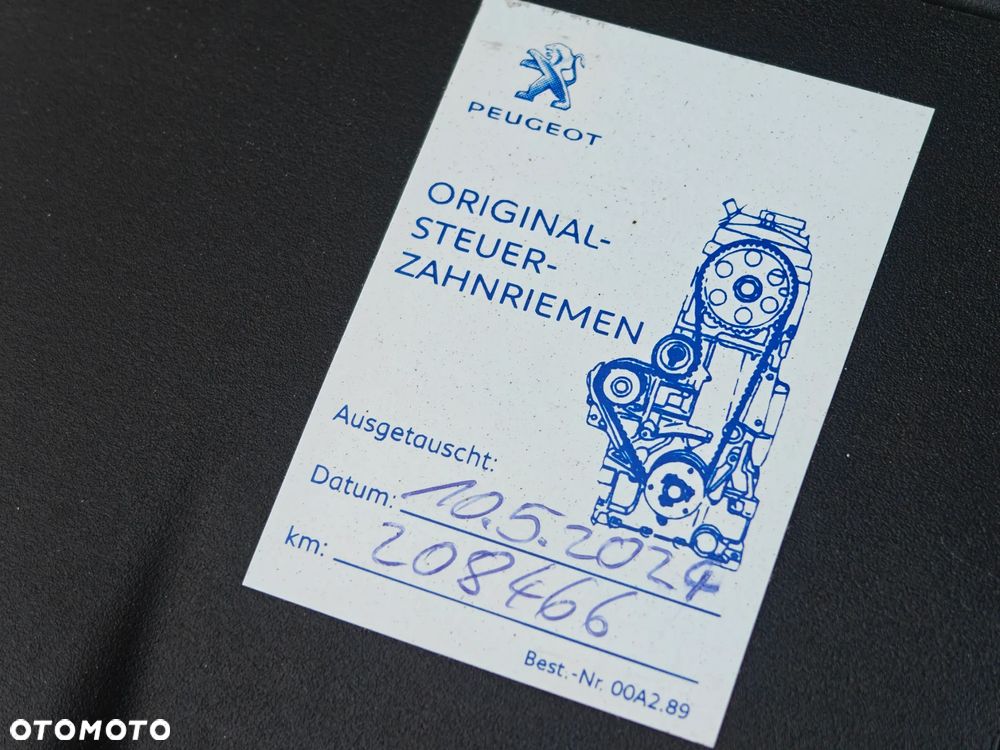 PEUGEOT
ORIGINAL-
STEUER-
ZAHNRIEMEN
Ausgetauscht:
Datum: 10.5.2024
km: 208466
Best.-Nr. 00A2.89
OTOMOTO